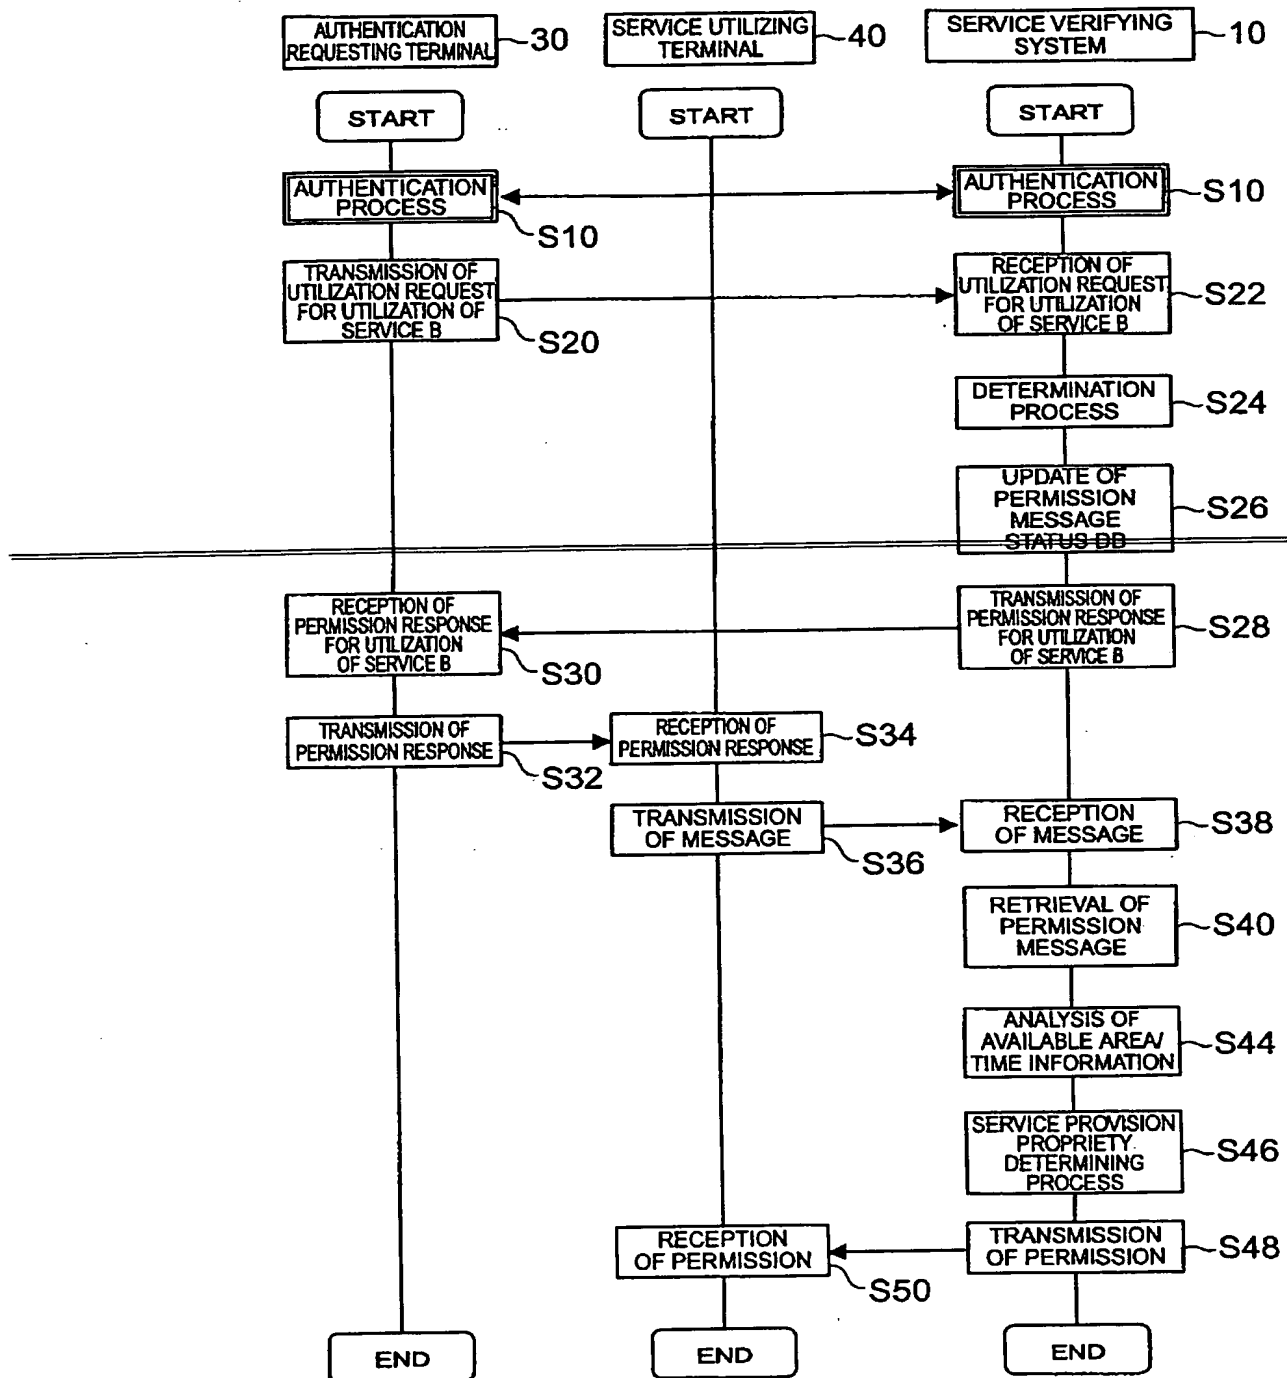 AUTHENTICATION
REQUESTING TERMINAL
30
SERVICE UTILIZING
TERMINAL
40
SERVICE VERIFYING
SYSTEM
10
START
START
START
AUTHENTICATION
PROCESS
S10
AUTHENTICATION
PROCESS
S10
TRANSMISSION OF
UTILIZATION REQUEST
FOR UTILIZATION OF
SERVICE B
S20
RECEPTION OF
UTILIZATION REQUEST
FOR UTILIZATION
OF SERVICE B
S22
DETERMINATION
PROCESS
S24
UPDATE OF
PERMISSION
MESSAGE
STATUS DB
S26
RECEPTION OF
PERMISSION RESPONSE
FOR UTILIZATION
OF SERVICE B
S30
TRANSMISSION OF
PERMISSION RESPONSE
FOR UTILIZATION
OF SERVICE B
S28
TRANSMISSION OF
PERMISSION RESPONSE
S32
RECEPTION OF
PERMISSION RESPONSE
S34
TRANSMISSION
OF MESSAGE
S36
RECEPTION
OF MESSAGE
S38
RETRIEVAL OF
PERMISSION
MESSAGE
S40
ANALYSIS OF
AVAILABLE AREA/
TIME INFORMATION
S44
SERVICE PROVISION
PROPRIETY
DETERMINING
PROCESS
S46
RECEPTION
OF PERMISSION
S50
TRANSMISSION
OF PERMISSION
S48
END
END
END